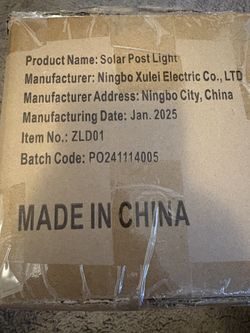 Product Name: Solar Post Light
Manufacturer: Ningbo Xulei Electric Co., LTD
Manufacturer Address: Ningbo City, China
Manufacturing Date: Jan. 2025
Item No.: ZLD01
Batch Code: PO241114005
MADE IN CHINA